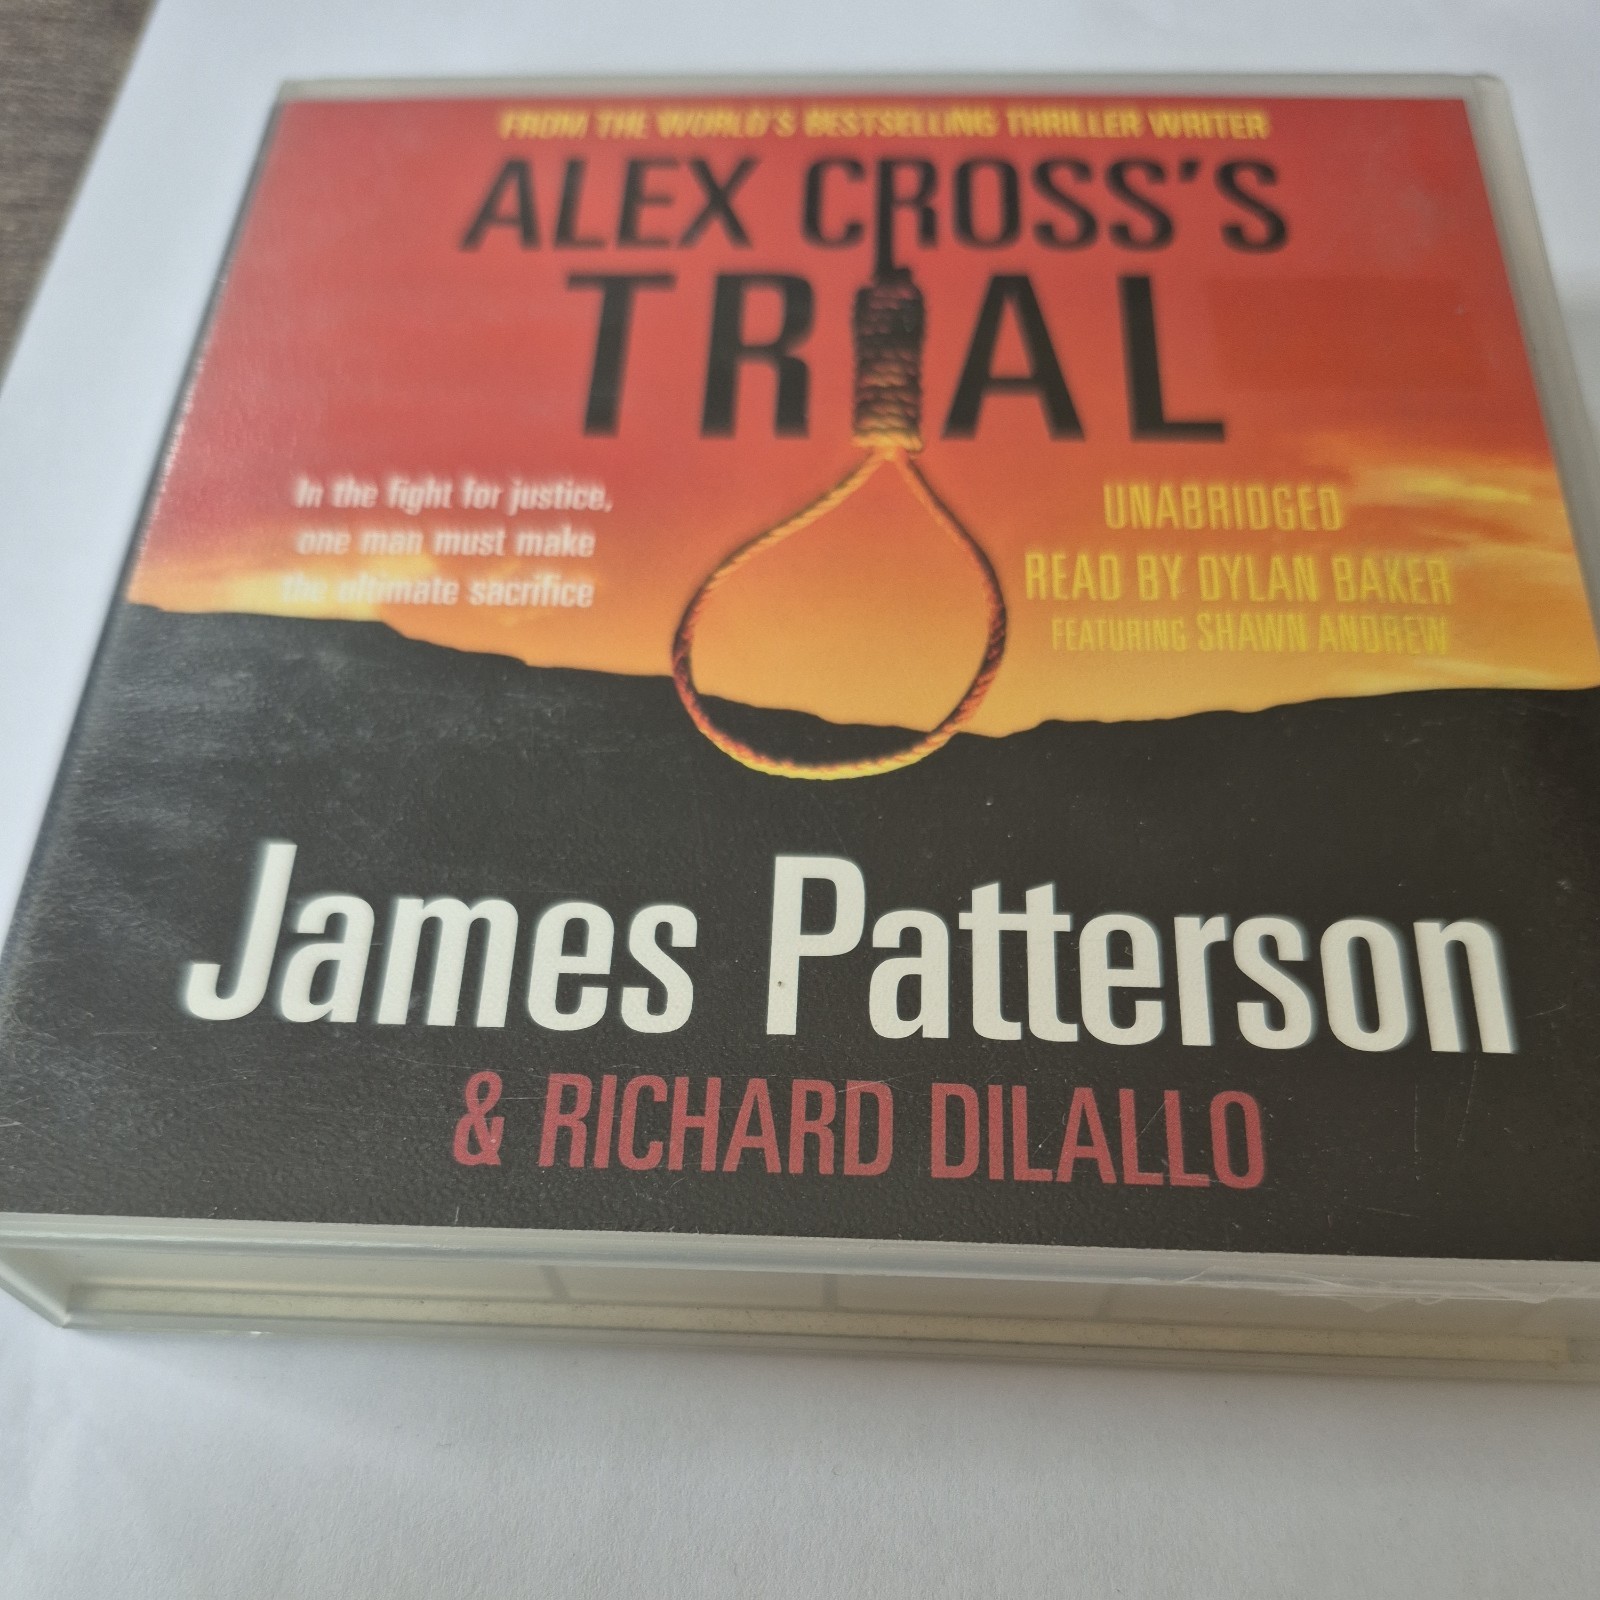 FROM THE WORLD'S BESTSELLING THRILLER WRITER
ALEX CROSS'S
TRIAL
In the fight for justice,
one man must make
the ultimate sacrifice
UNABRIDGED
READ BY DYLAN BAKER
FEATURING SHAWN ANDREW
James Patterson
& RICHARD DILALLO